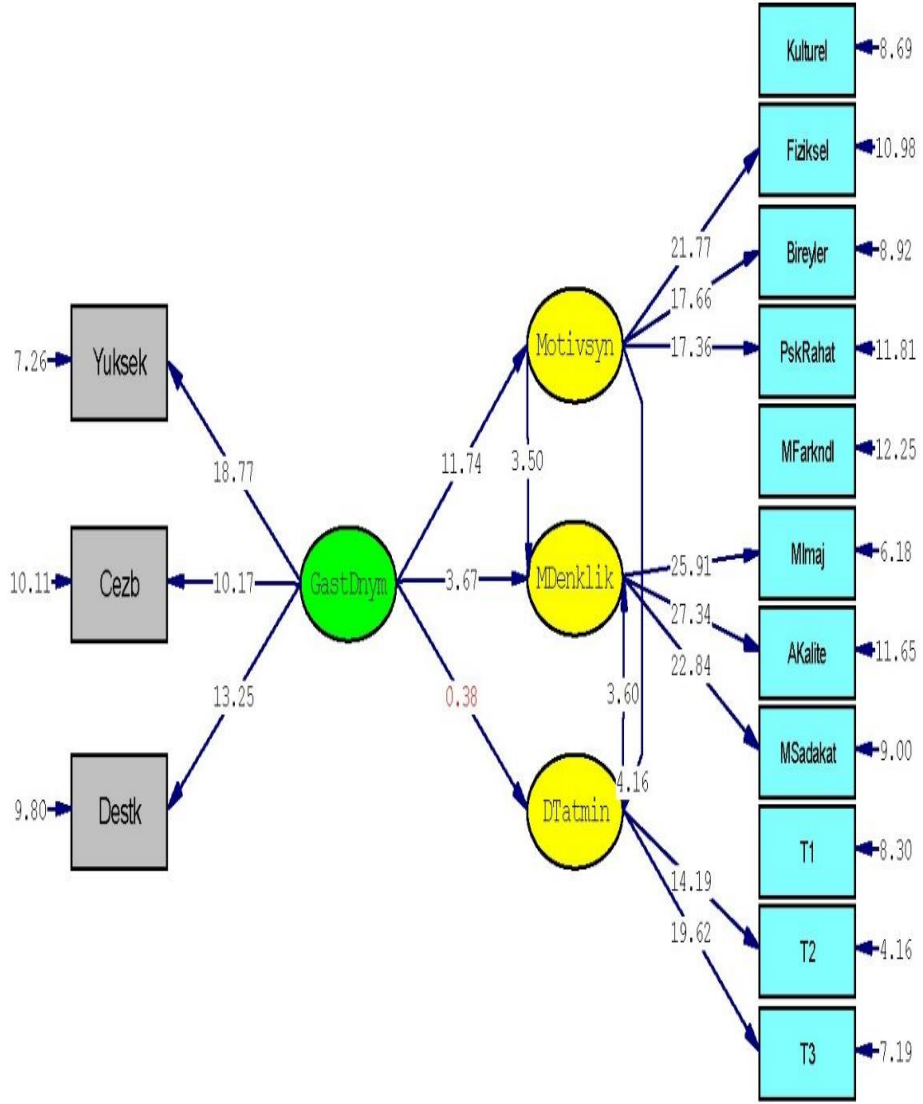 Kulturel
8.69
Fiziksel
10.98
21.77
Bireyler
8.92
17.66
Yuksek
7.26
Motivsyn
17.36
PskRahat
11.81
18.77
11.74
3.50
MFarkndl
12.25
Cezb
10.11
10.17
GastDnym
3.67
MDenklik
25.91
MImaj
6.18
27.34
AKalite
11.65
22.84
13.25
0.38
3.60
MSadakat
9.00
4.16
Destk
9.80
DTatmin
T1
8.30
14.19
19.62
T2
4.16
T3
7.19